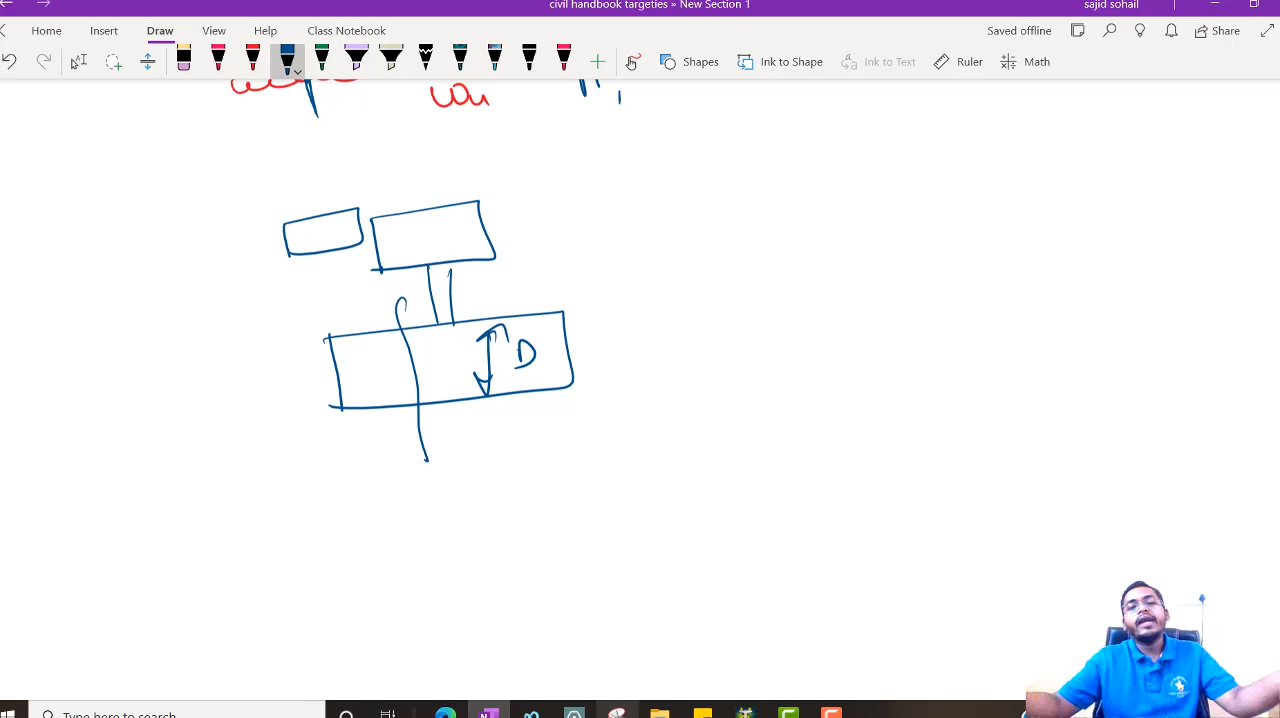 civil handbook targeties » New Section 1
sajid sohail
Home Insert Draw View Help Class Notebook
Saved offline
Share
Shapes
Ink to Shape
Ink to Text
Ruler
Math
D
Type here to search